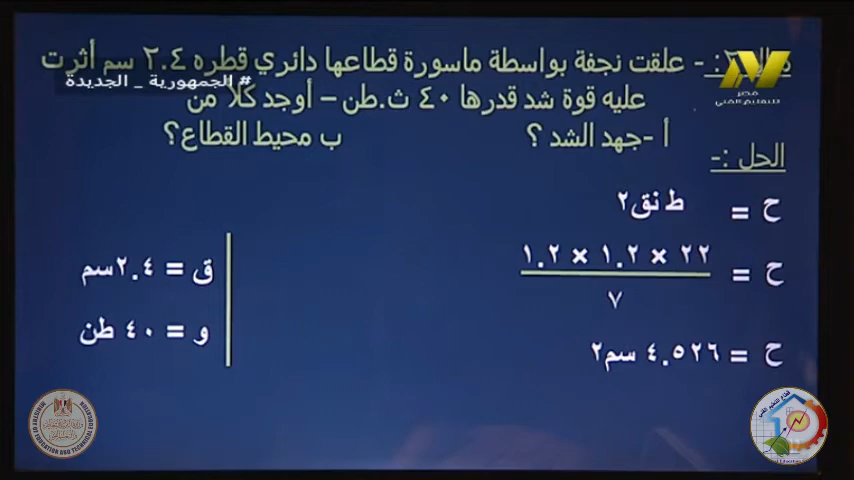 :- علقت نجفة بواسطة ماسورة قطاعها دائري قطره ٢.٤ سم أثرت
# الجمهورية _ الجديدة
مصر
للتعليم الفني
عليه قوة شد قدرها ٤٠ ث.طن – أوجد كلا من
أ -جهد الشد ؟ ب محيط القطاع؟
الحل :-
ح = ط نق٢
ح = ٢٢ × ١.٢ × ١.٢
٧
ح = ٤.٥٢٦ سم٢
ق = ٢.٤سم
و = ٤٠ طن